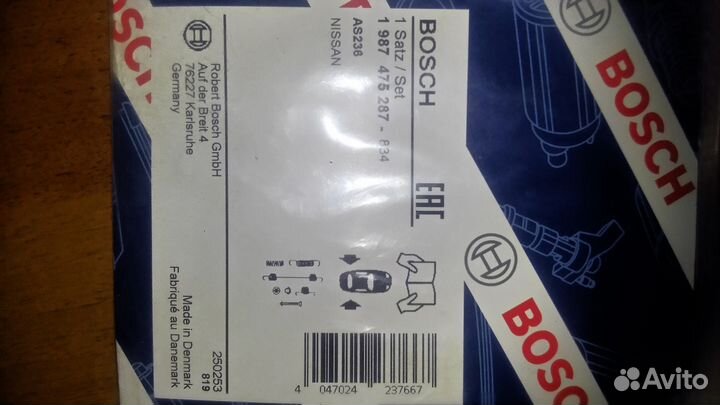 BOSCH
1 Satz / Set
1 987 475 287 - 834
AS236
NISSAN
Robert Bosch GmbH
Auf der Breit 4
76227 Karlsruhe
Germany
EAC
Made in Denmark
Fabriqué au Danemark
250253
819
4 047024 237667
BOSCH
BOSCH
BOSCH
Avito